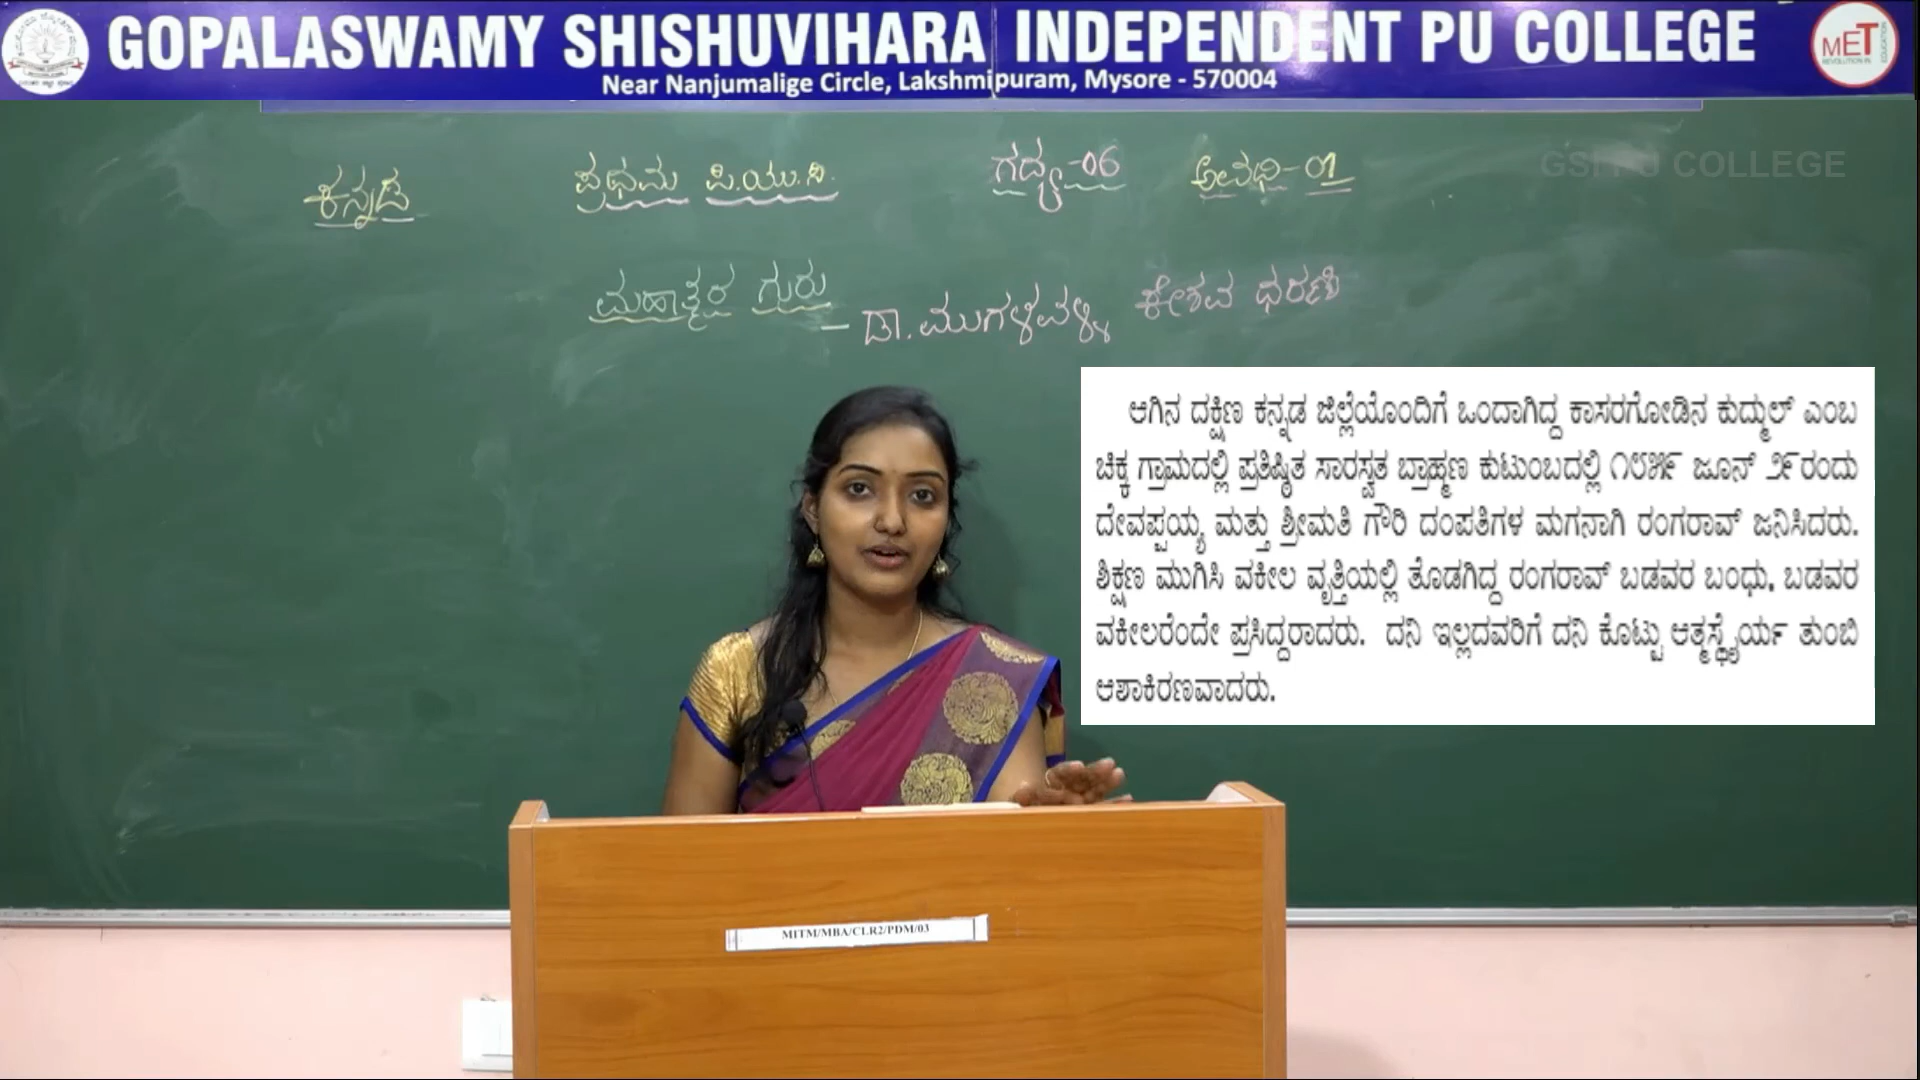 GOPALASWAMY SHISHUVIHARA INDEPENDENT PU COLLEGE
Near Nanjumalige Circle, Lakshmipuram, Mysore - 570004
MET
GSI PU COLLEGE
ಕನ್ನಡ ಪ್ರಥಮ ಪಿ.ಯು.ಸಿ. ಗದ್ಯ-06 ಅವಧಿ-01
ಮಹಾತ್ಮರ ಗುರು
– ಡಾ. ಮುಗಳವಳ್ಳಿ ಕೇಶವ ಧರಣಿ
ಆಗಿನ ದಕ್ಷಿಣ ಕನ್ನಡ ಜಿಲ್ಲೆಯೊಂದಿಗೆ ಒಂದಾಗಿದ್ದ ಕಾಸರಗೋಡಿನ ಕುದ್ಮುಲ್ ಎಂಬ
ಚಿಕ್ಕ ಗ್ರಾಮದಲ್ಲಿ ಪ್ರತಿಷ್ಠಿತ ಸಾರಸ್ವತ ಬ್ರಾಹ್ಮಣ ಕುಟುಂಬದಲ್ಲಿ ೧೮೫೯ ಜೂನ್ ೨೯ರಂದು
ದೇವಪ್ಪಯ್ಯ ಮತ್ತು ಶ್ರೀಮತಿ ಗೌರಿ ದಂಪತಿಗಳ ಮಗನಾಗಿ ರಂಗರಾವ್ ಜನಿಸಿದರು.
ಶಿಕ್ಷಣ ಮುಗಿಸಿ ವಕೀಲ ವೃತ್ತಿಯಲ್ಲಿ ತೊಡಗಿದ್ದ ರಂಗರಾವ್ ಬಡವರ ಬಂಧು. ಬಡವರ
ವಕೀಲರೆಂದೇ ಪ್ರಸಿದ್ದರಾದರು. ದನಿ ಇಲ್ಲದವರಿಗೆ ದನಿ ಕೊಟ್ಟು ಆತ್ಮಸ್ಥೈರ್ಯ ತುಂಬಿ
ಆಶಾಕಿರಣವಾದರು.
MITM/MBA/CLR2/PDM/03